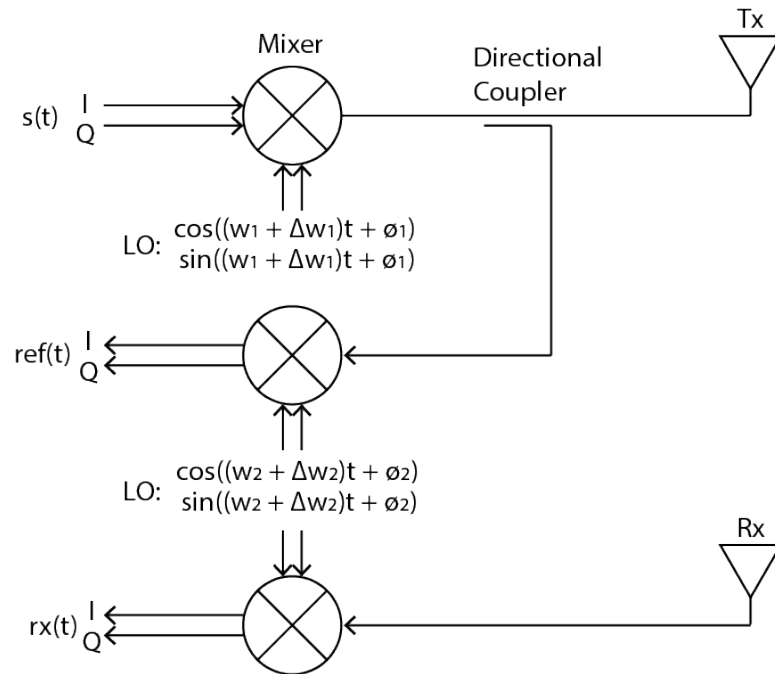 Tx
Mixer
Directional
Coupler
I
s(t)
Q
LO: cos((w1 + Δw1)t + ø1)
sin((w1 + Δw1)t + ø1)
I
ref(t)
Q
LO: cos((w2 + Δw2)t + ø2)
sin((w2 + Δw2)t + ø2)
Rx
I
rx(t)
Q